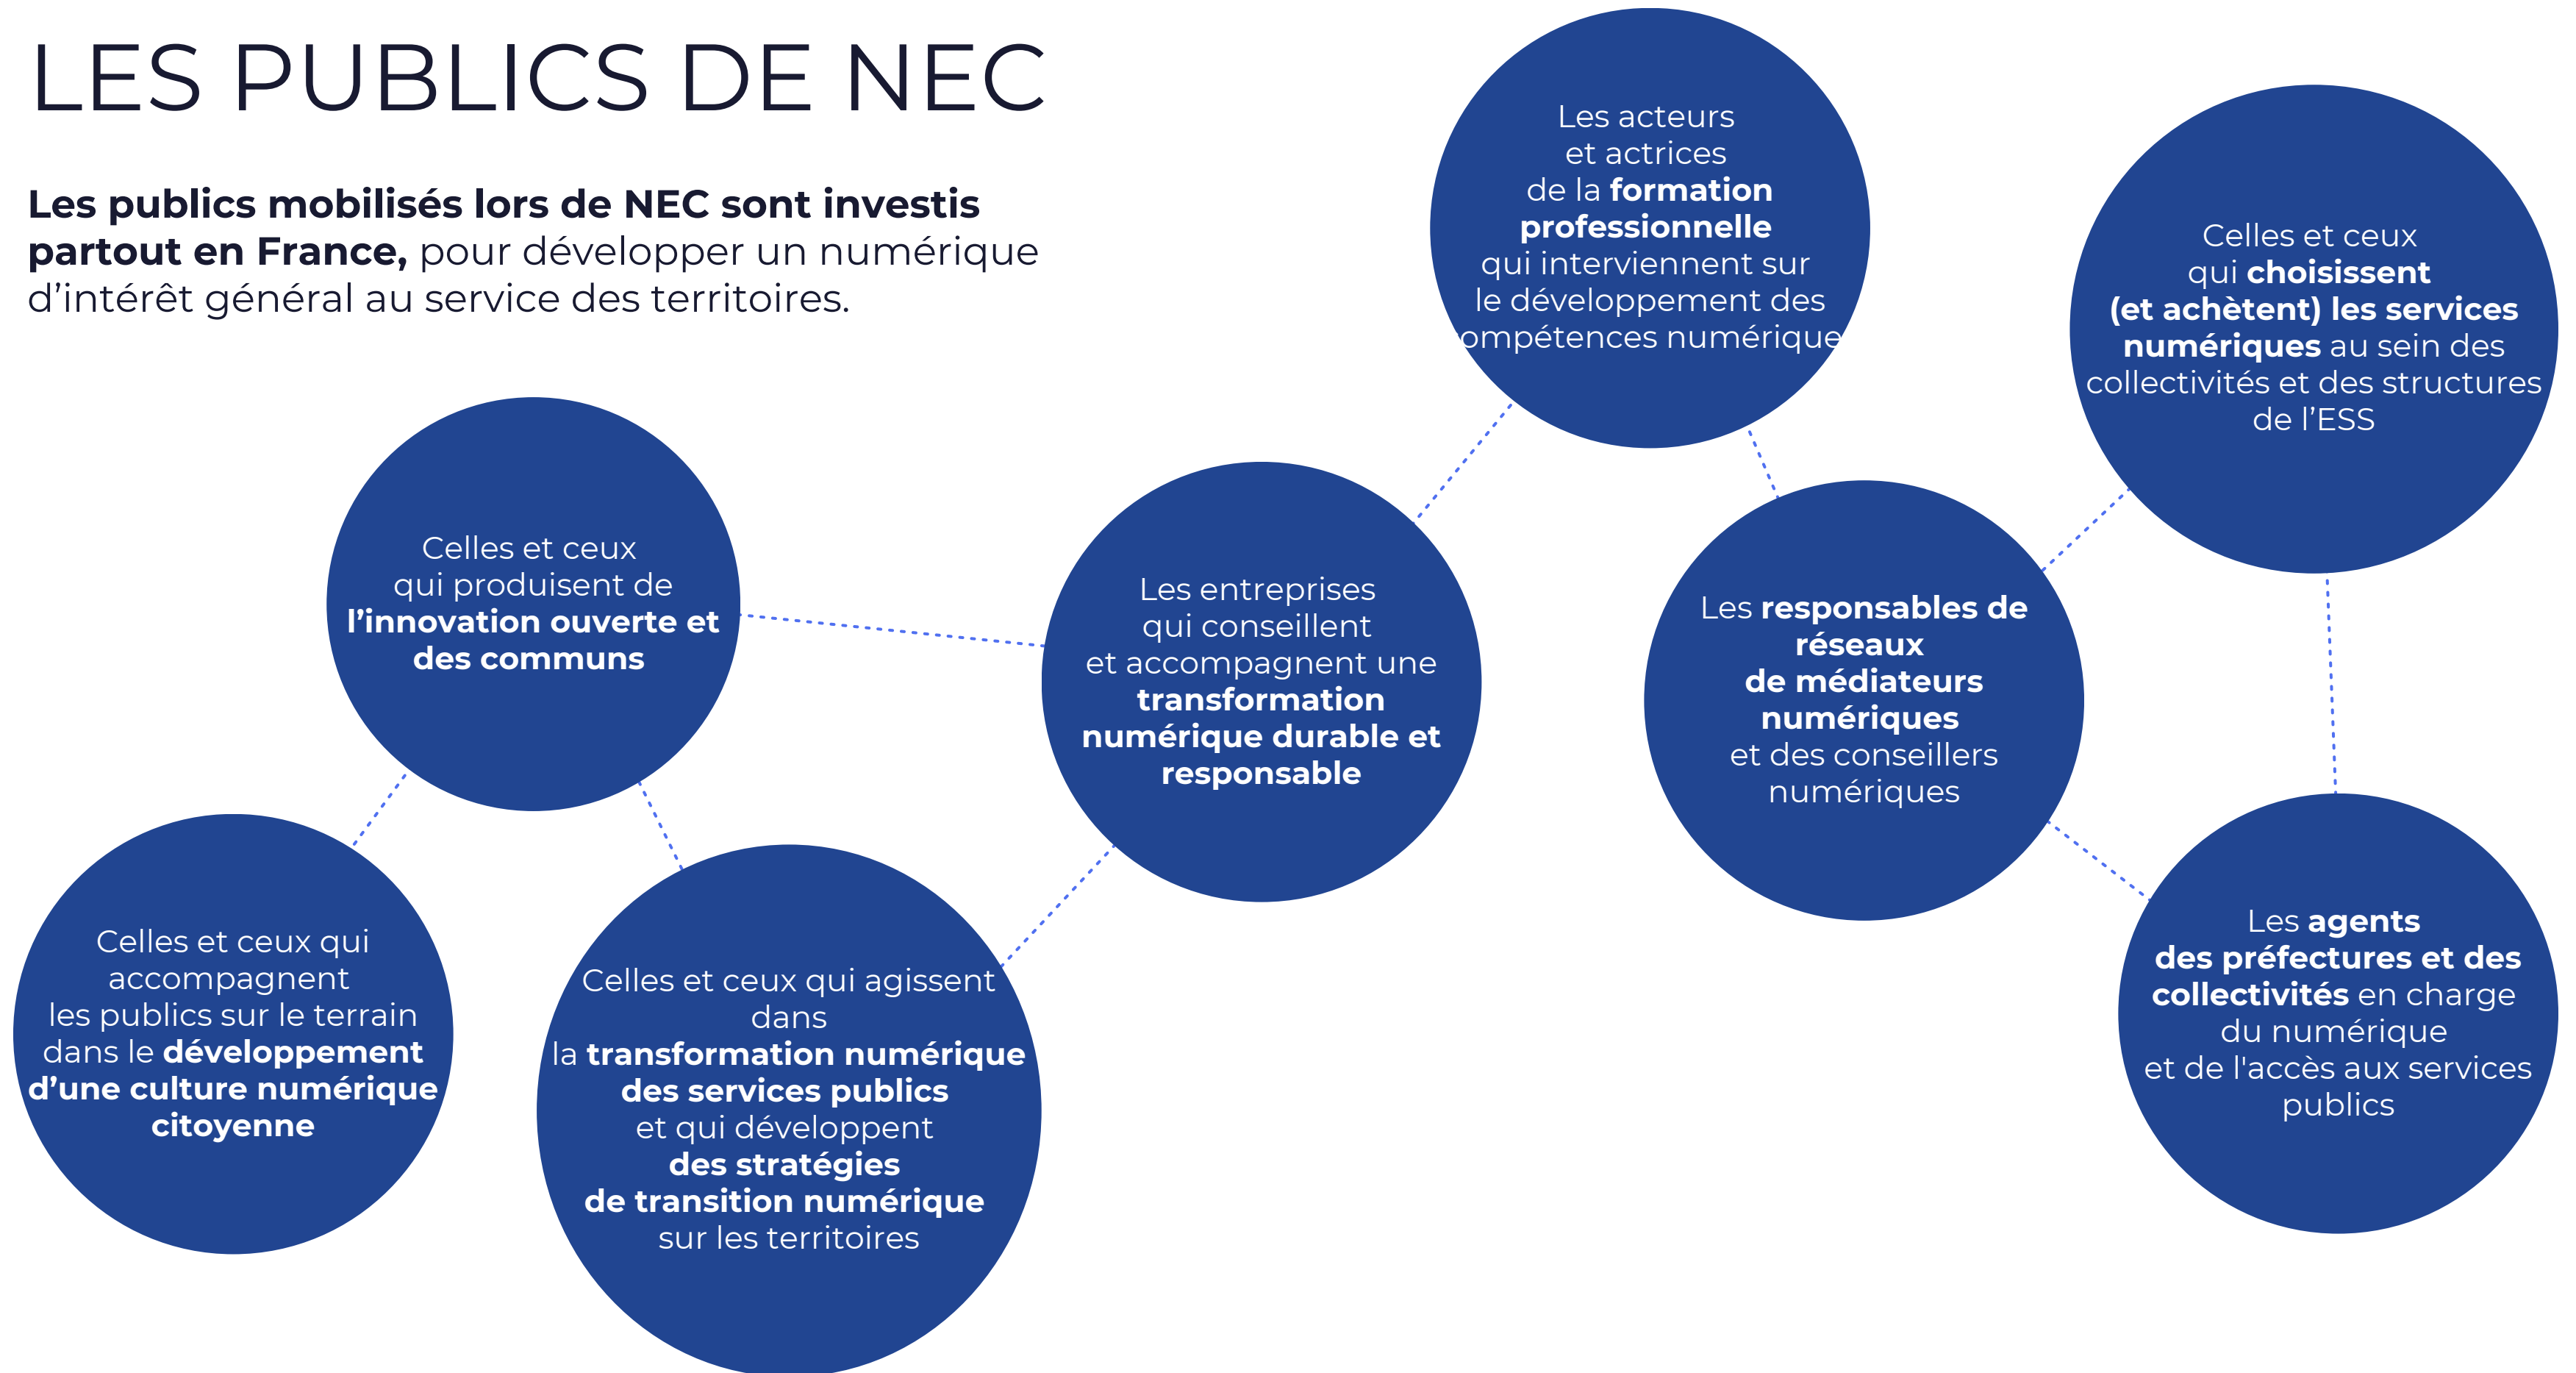 LES PUBLICS DE NEC
Les publics mobilisés lors de NEC sont investis
partout en France, pour développer un numérique
d’intérêt général au service des territoires.
Les acteurs
et actrices
de la formation
professionnelle
qui interviennent sur
le développement des
ompétences numérique
Celles et ceux
qui choisissent
(et achètent) les services
numériques au sein des
collectivités et des structures
de l’ESS
Celles et ceux
qui produisent de
l’innovation ouverte et
des communs
Les entreprises
qui conseillent
et accompagnent une
transformation
numérique durable et
responsable
Les responsables de
réseaux
de médiateurs
numériques
et des conseillers
numériques
Celles et ceux qui
accompagnent
les publics sur le terrain
dans le développement
d’une culture numérique
citoyenne
Celles et ceux qui agissent
dans
la transformation numérique
des services publics
et qui développent
des stratégies
de transition numérique
sur les territoires
Les agents
des préfectures et des
collectivités en charge
du numérique
et de l'accès aux services
publics